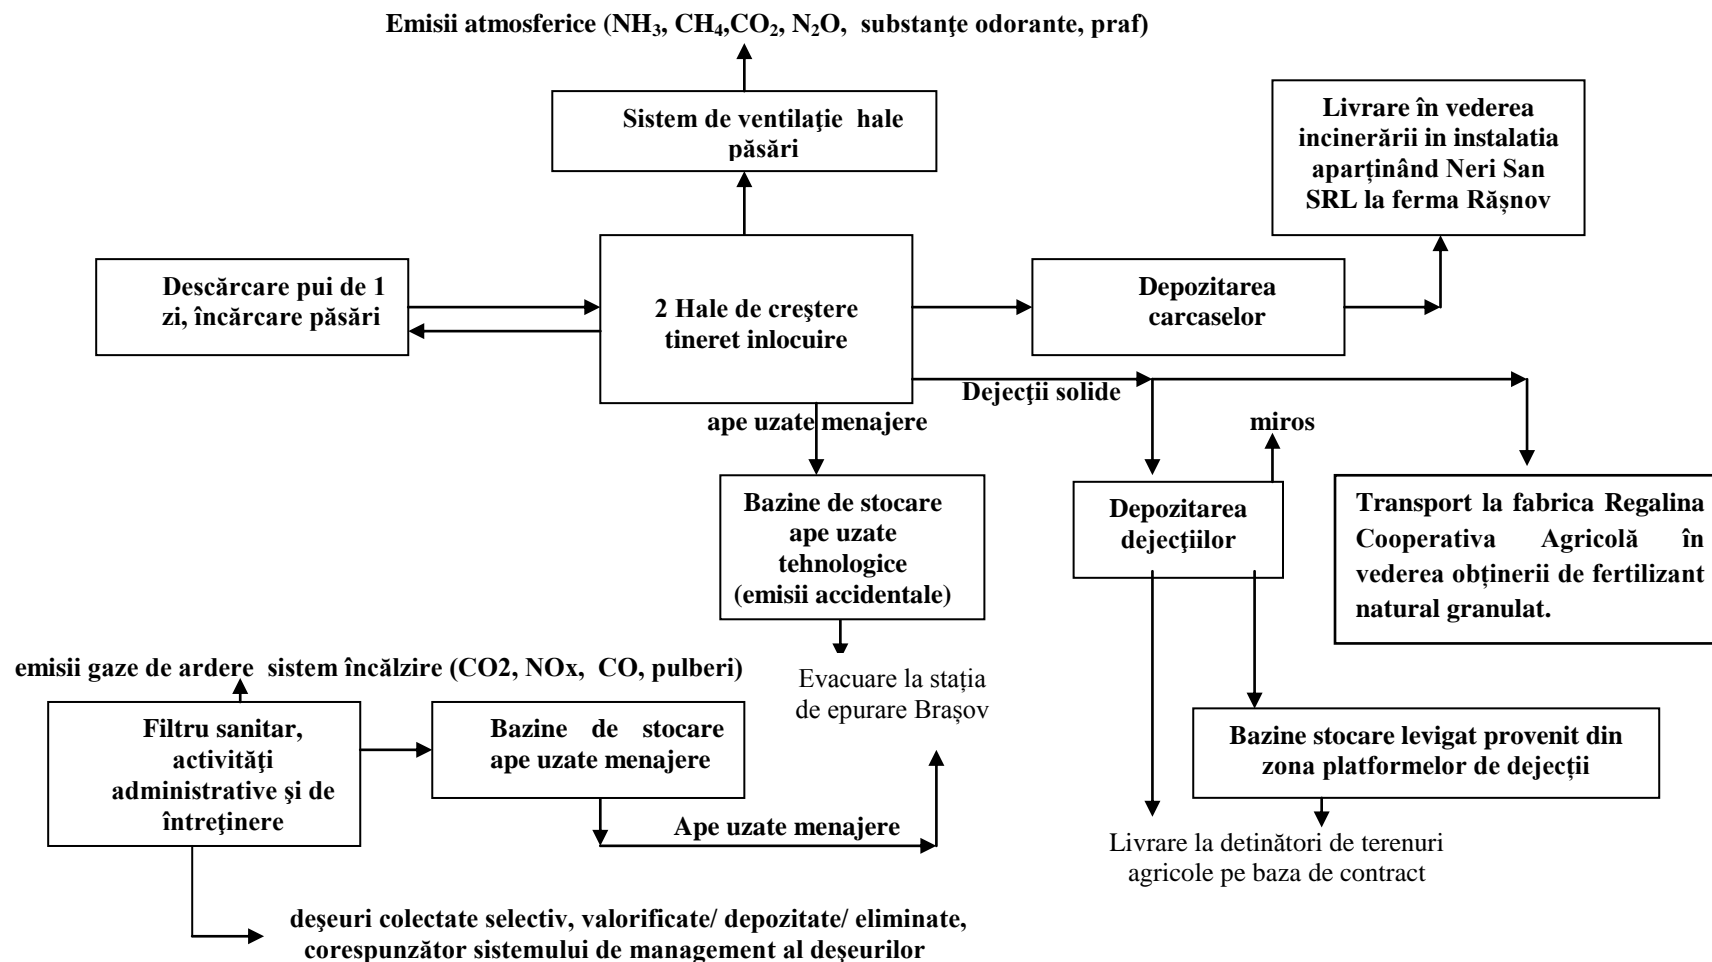 Emisii atmosferice (NH₃, CH₄,CO₂, N₂O, substanţe odorante, praf)
Sistem de ventilaţie hale
păsări
Livrare în vederea
incinerării in instalatia
aparținând Neri San
SRL la ferma Rășnov
Descărcare pui de 1
zi, încărcare păsări
2 Hale de creştere
tineret inlocuire
Depozitarea
carcaselor
Dejecţii solide
ape uzate menajere
miros
Bazine de stocare
ape uzate
tehnologice
(emisii accidentale)
Depozitarea
dejecţiilor
Transport la fabrica Regalina
Cooperativa Agricolă în
vederea obținerii de fertilizant
natural granulat.
emisii gaze de ardere sistem încălzire (CO2, NOx, CO, pulberi)
Evacuare la stația
de epurare Brașov
Filtru sanitar,
activităţi
administrative şi de
întreţinere
Bazine de stocare
ape uzate menajere
Bazine stocare levigat provenit din
zona platformelor de dejecții
Ape uzate menajere
Livrare la detinători de terenuri
agricole pe baza de contract
deşeuri colectate selectiv, valorificate/ depozitate/ eliminate,
corespunzător sistemului de management al deşeurilor